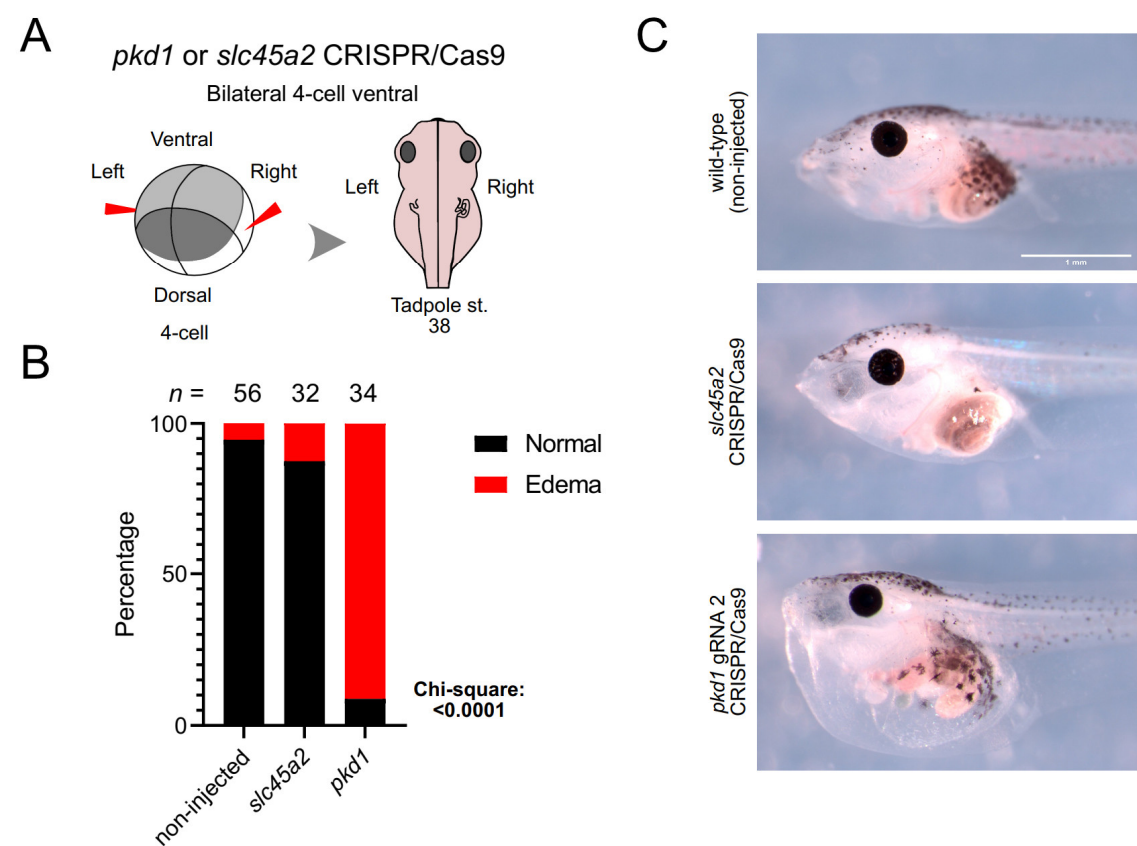 A
pkd1 or slc45a2 CRISPR/Cas9
Bilateral 4-cell ventral
Ventral
Left
Right
Dorsal
4-cell
Left
Right
Tadpole st.
38
B
n =
56
32
34
100
50
0
Percentage
non-injected
slc45a2
pkd1
Normal
Edema
Chi-square:
<0.0001
C
wild-type
(non-injected)
1 mm
slc45a2
CRISPR/Cas9
pkd1 gRNA 2
CRISPR/Cas9